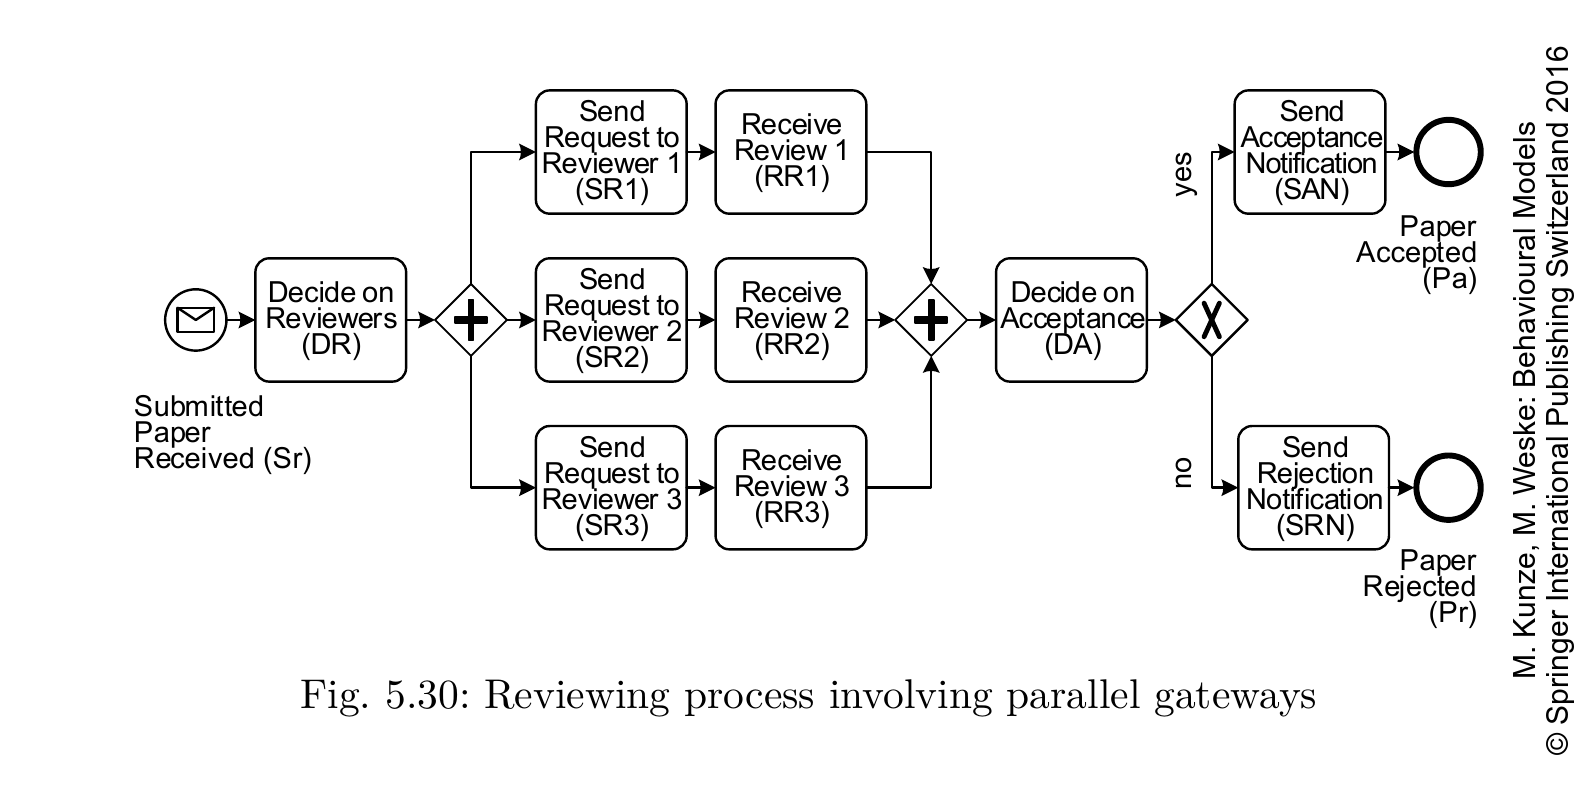 Submitted
Paper
Received (Sr)
Decide on
Reviewers
(DR)
Send
Request to
Reviewer 1
(SR1)
Receive
Review 1
(RR1)
Send
Request to
Reviewer 2
(SR2)
Receive
Review 2
(RR2)
Send
Request to
Reviewer 3
(SR3)
Receive
Review 3
(RR3)
Decide on
Acceptance
(DA)
yes
Send
Acceptance
Notification
(SAN)
Paper
Accepted
(Pa)
no
Send
Rejection
Notification
(SRN)
Paper
Rejected
(Pr)
M. Kunze, M. Weske: Behavioural Models
© Springer International Publishing Switzerland 2016
Fig. 5.30: Reviewing process involving parallel gateways